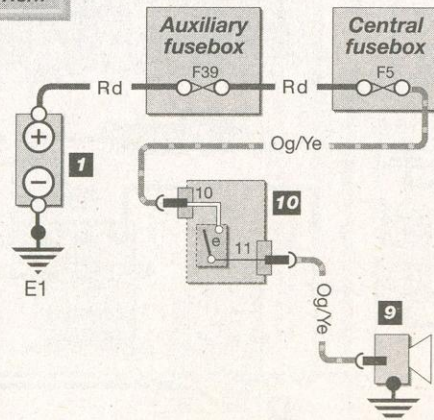 Auxiliary
fusebox
Central
fusebox
F39
F5
Rd
Rd
Og/Ye
+
1
−
E1
10
10
e
11
Og/Ye
9